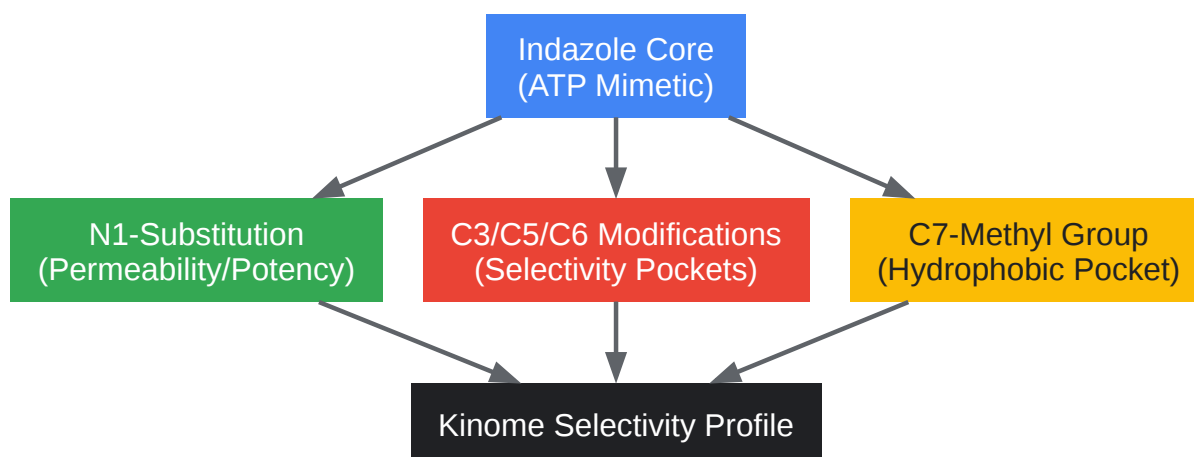 Indazole Core
(ATP Mimetic)
N1-Substitution
(Permeability/Potency)
C3/C5/C6 Modifications
(Selectivity Pockets)
C7-Methyl Group
(Hydrophobic Pocket)
Kinome Selectivity Profile